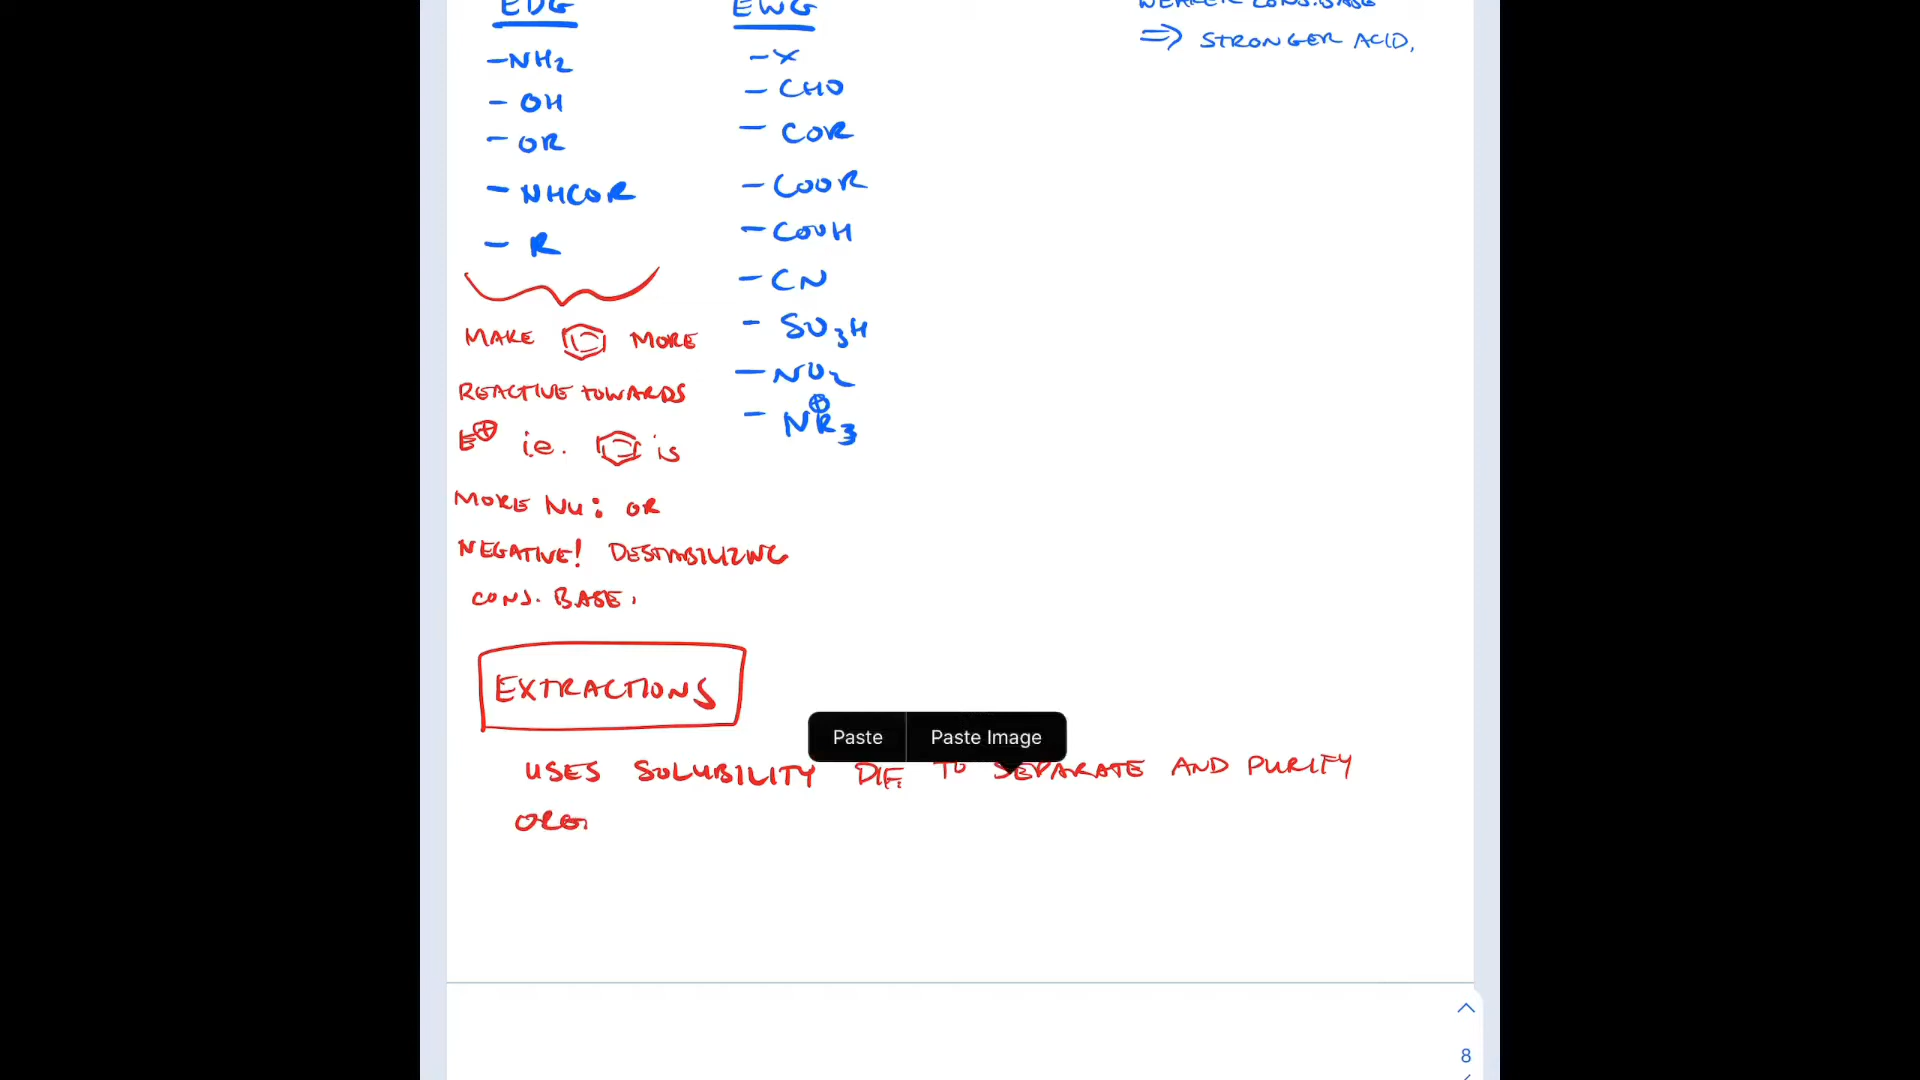 EDG
-NH2
- OH
- OR
- NHCOR
- R
MAKE MORE
REACTIVE TOWARDS
E⊕ ie. is
MORE Nu: OR
NEGATIVE! DESTABILIZING
CONJ. BASE.
EWG
-X
- CHO
- COR
- COOR
- COOH
- CN
- SO3H
- NO2
- N⊕R3
WEAKER CONJ. BASE
⇒ STRONGER ACID.
EXTRACTIONS
Paste Paste Image
USES SOLUBILITY DIF. TO SEPARATE AND PURIFY
ORG.
8